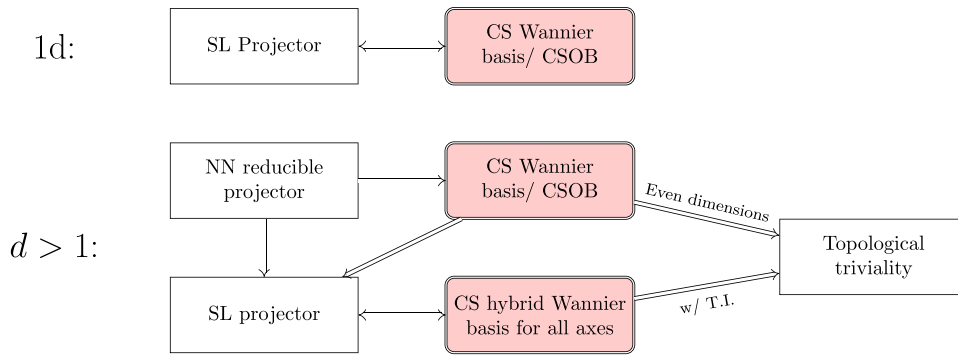 1d:
SL Projector
CS Wannier
basis/ CSOB
d > 1:
NN reducible
projector
CS Wannier
basis/ CSOB
Even dimensions
Topological
triviality
SL projector
CS hybrid Wannier
basis for all axes
w/ T.I.